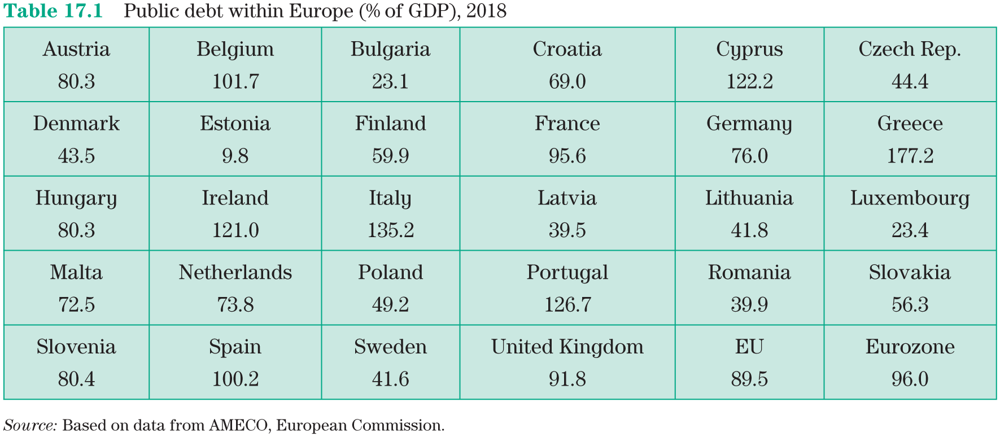 Table 17.1 Public debt within Europe (% of GDP), 2018
Austria Belgium Bulgaria Croatia Cyprus Czech Rep.
80.3 101.7 23.1 69.0 122.2 44.4
Denmark Estonia Finland France Germany Greece
43.5 9.8 59.9 95.6 76.0 177.2
Hungary Ireland Italy Latvia Lithuania Luxembourg
80.3 121.0 135.2 39.5 41.8 23.4
Malta Netherlands Poland Portugal Romania Slovakia
72.5 73.8 49.2 126.7 39.9 56.3
Slovenia Spain Sweden United Kingdom EU Eurozone
80.4 100.2 41.6 91.8 89.5 96.0
Source: Based on data from AMECO, European Commission.